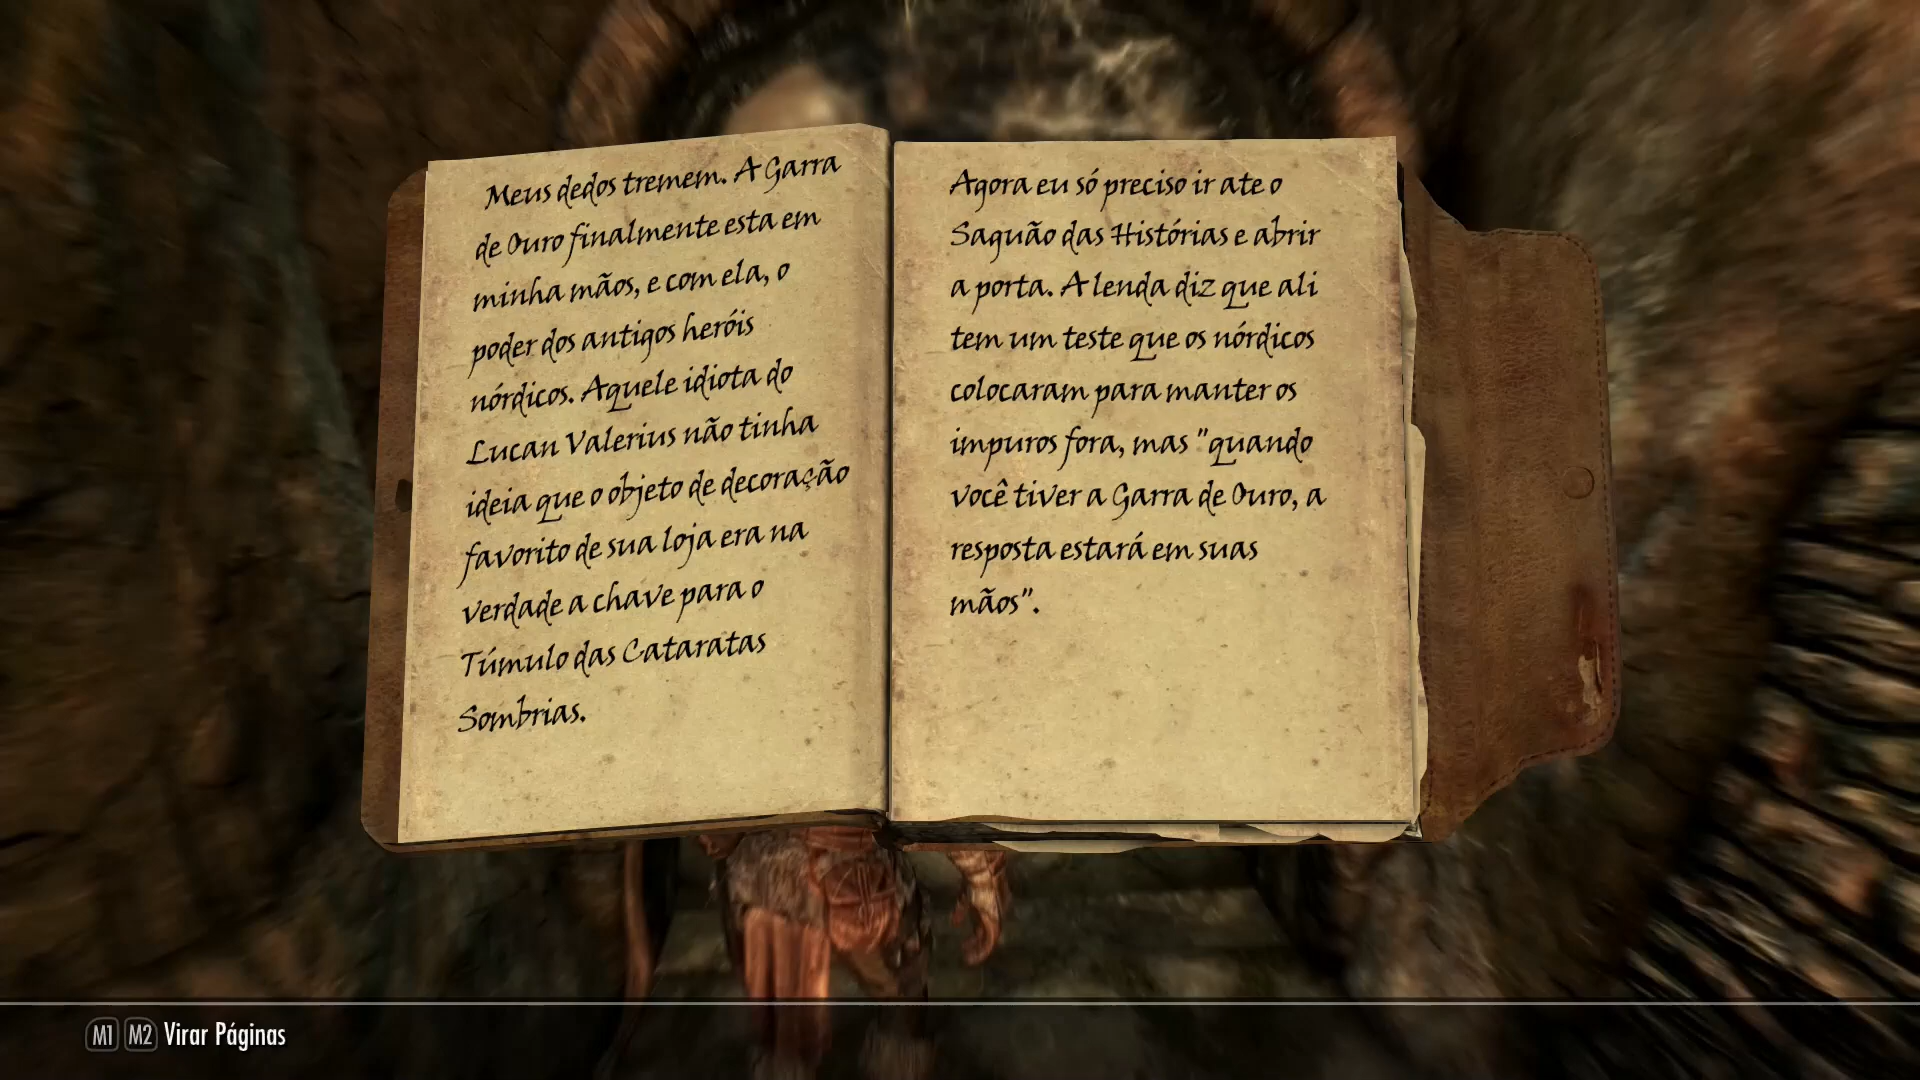 Meus dedos tremem. A Garra
de Ouro finalmente esta em
minha mãos, e com ela, o
poder dos antigos heróis
nórdicos. Aquele idiota do
Lucan Valerius não tinha
ideia que o objeto de decoração
favorito de sua loja era na
verdade a chave para o
Túmulo das Cataratas
Sombrias.
Agora eu só preciso ir ate o
Saguão das Histórias e abrir
a porta. A lenda diz que ali
tem um teste que os nórdicos
colocaram para manter os
impuros fora, mas "quando
você tiver a Garra de Ouro, a
resposta estará em suas
mãos".
M1 M2 Virar Páginas